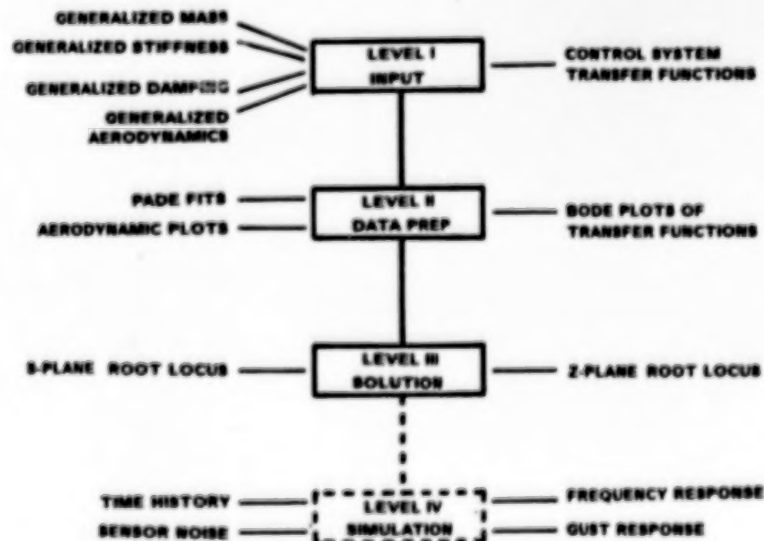 GENERALIZED MASS
GENERALIZED STIFFNESS
GENERALIZED DAMPING
GENERALIZED
AERODYNAMICS
LEVEL I
INPUT
CONTROL SYSTEM
TRANSFER FUNCTIONS
PADE FITS
AERODYNAMIC PLOTS
LEVEL II
DATA PREP
BODE PLOTS OF
TRANSFER FUNCTIONS
S-PLANE ROOT LOCUS
LEVEL III
SOLUTION
Z-PLANE ROOT LOCUS
TIME HISTORY
SENSOR NOISE
LEVEL IV
SIMULATION
FREQUENCY RESPONSE
GUST RESPONSE